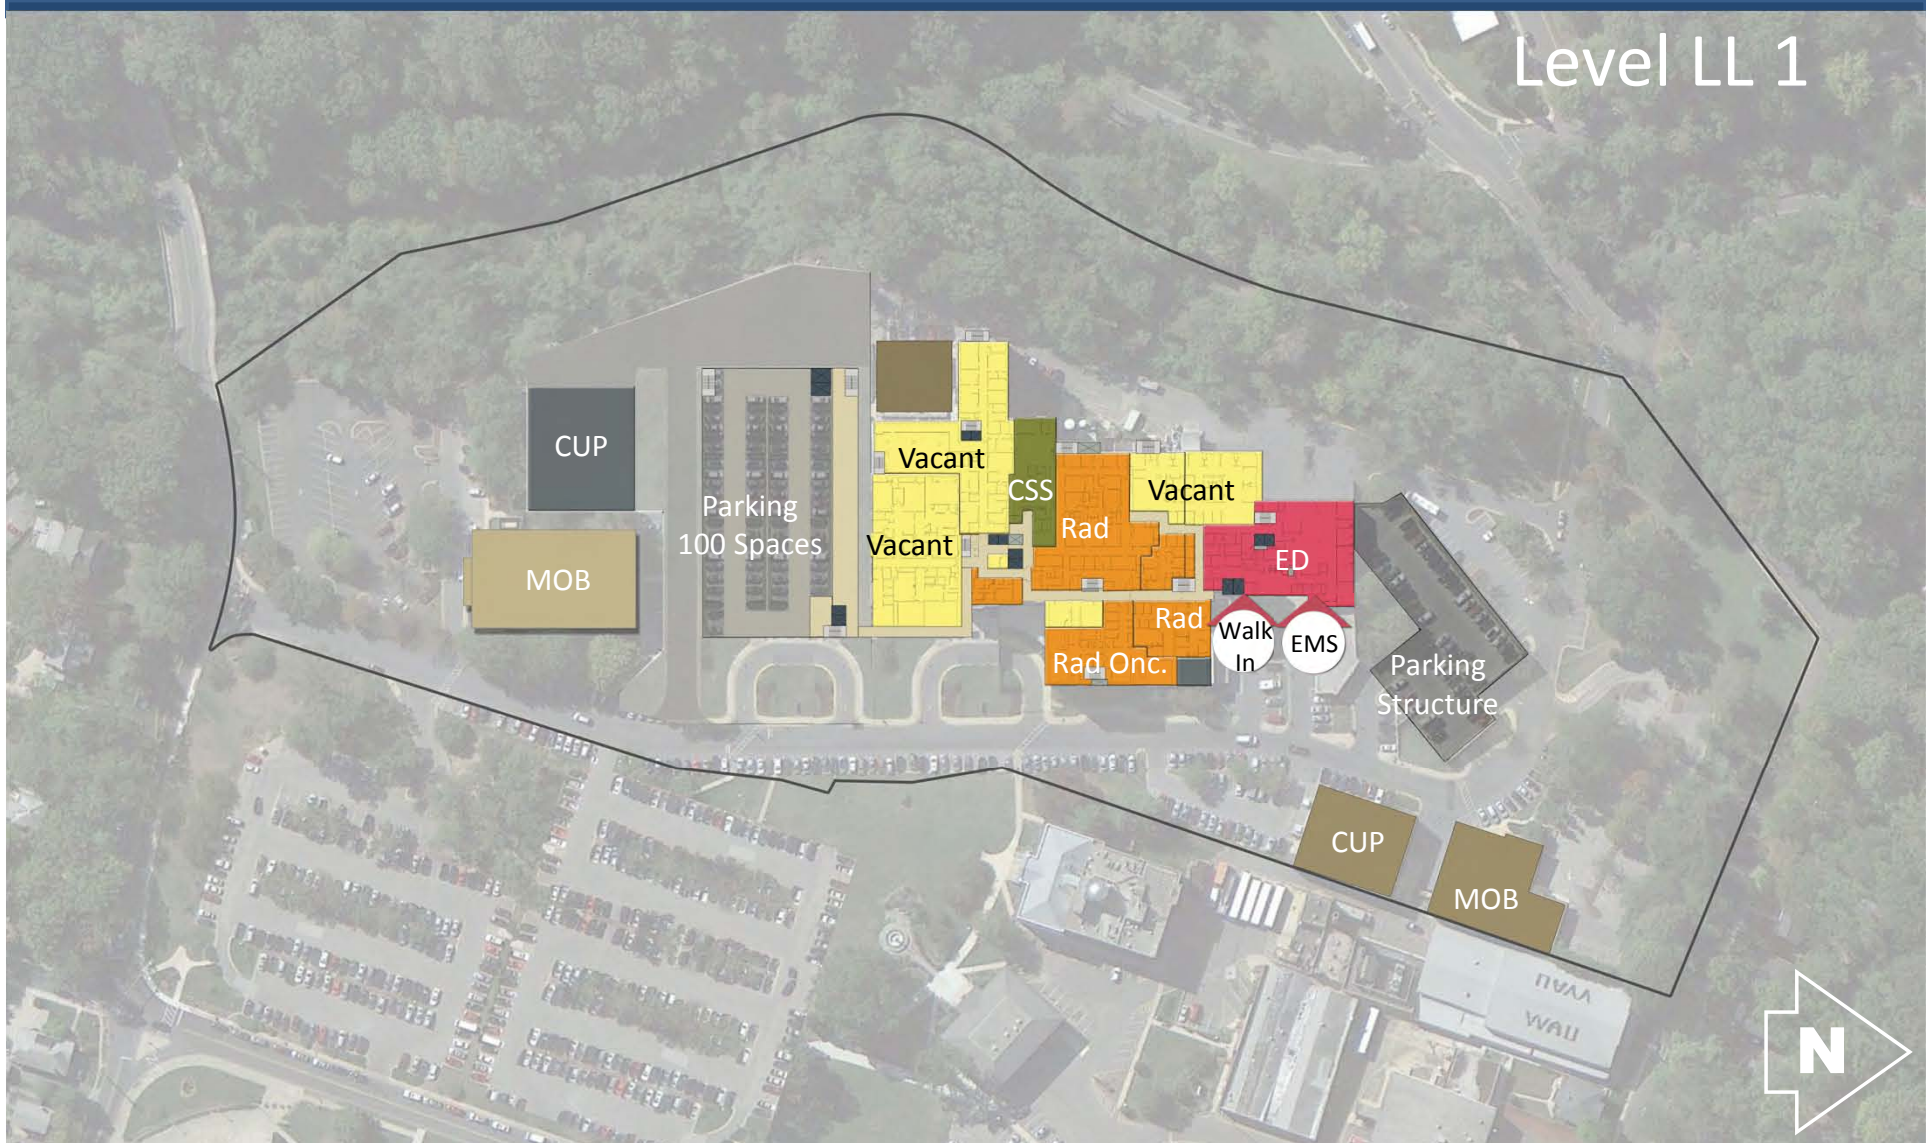 Level LL 1
CUP
Vacant
CSS
Vacant
Parking
100 Spaces
Rad
Vacant
ED
MOB
Rad
Walk
In
EMS
Rad Onc.
Parking
Structure
CUP
MOB
N